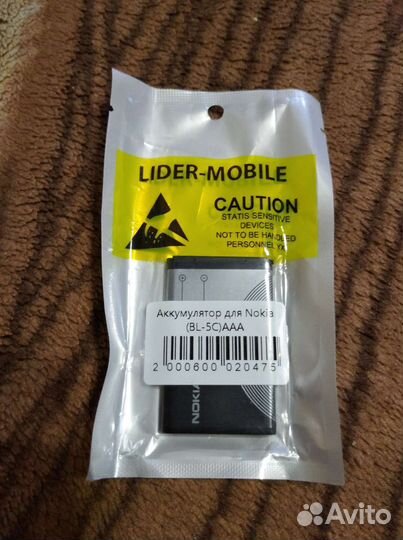 LIDER-MOBILE
CAUTION
STATIS SENSITIVE
DEVICES
NOT TO BE HANDLED
PERSONNEL YX
Аккумулятор для Nokia
(BL-5C)AAA
2 000600 020475
NOKIA
Avito